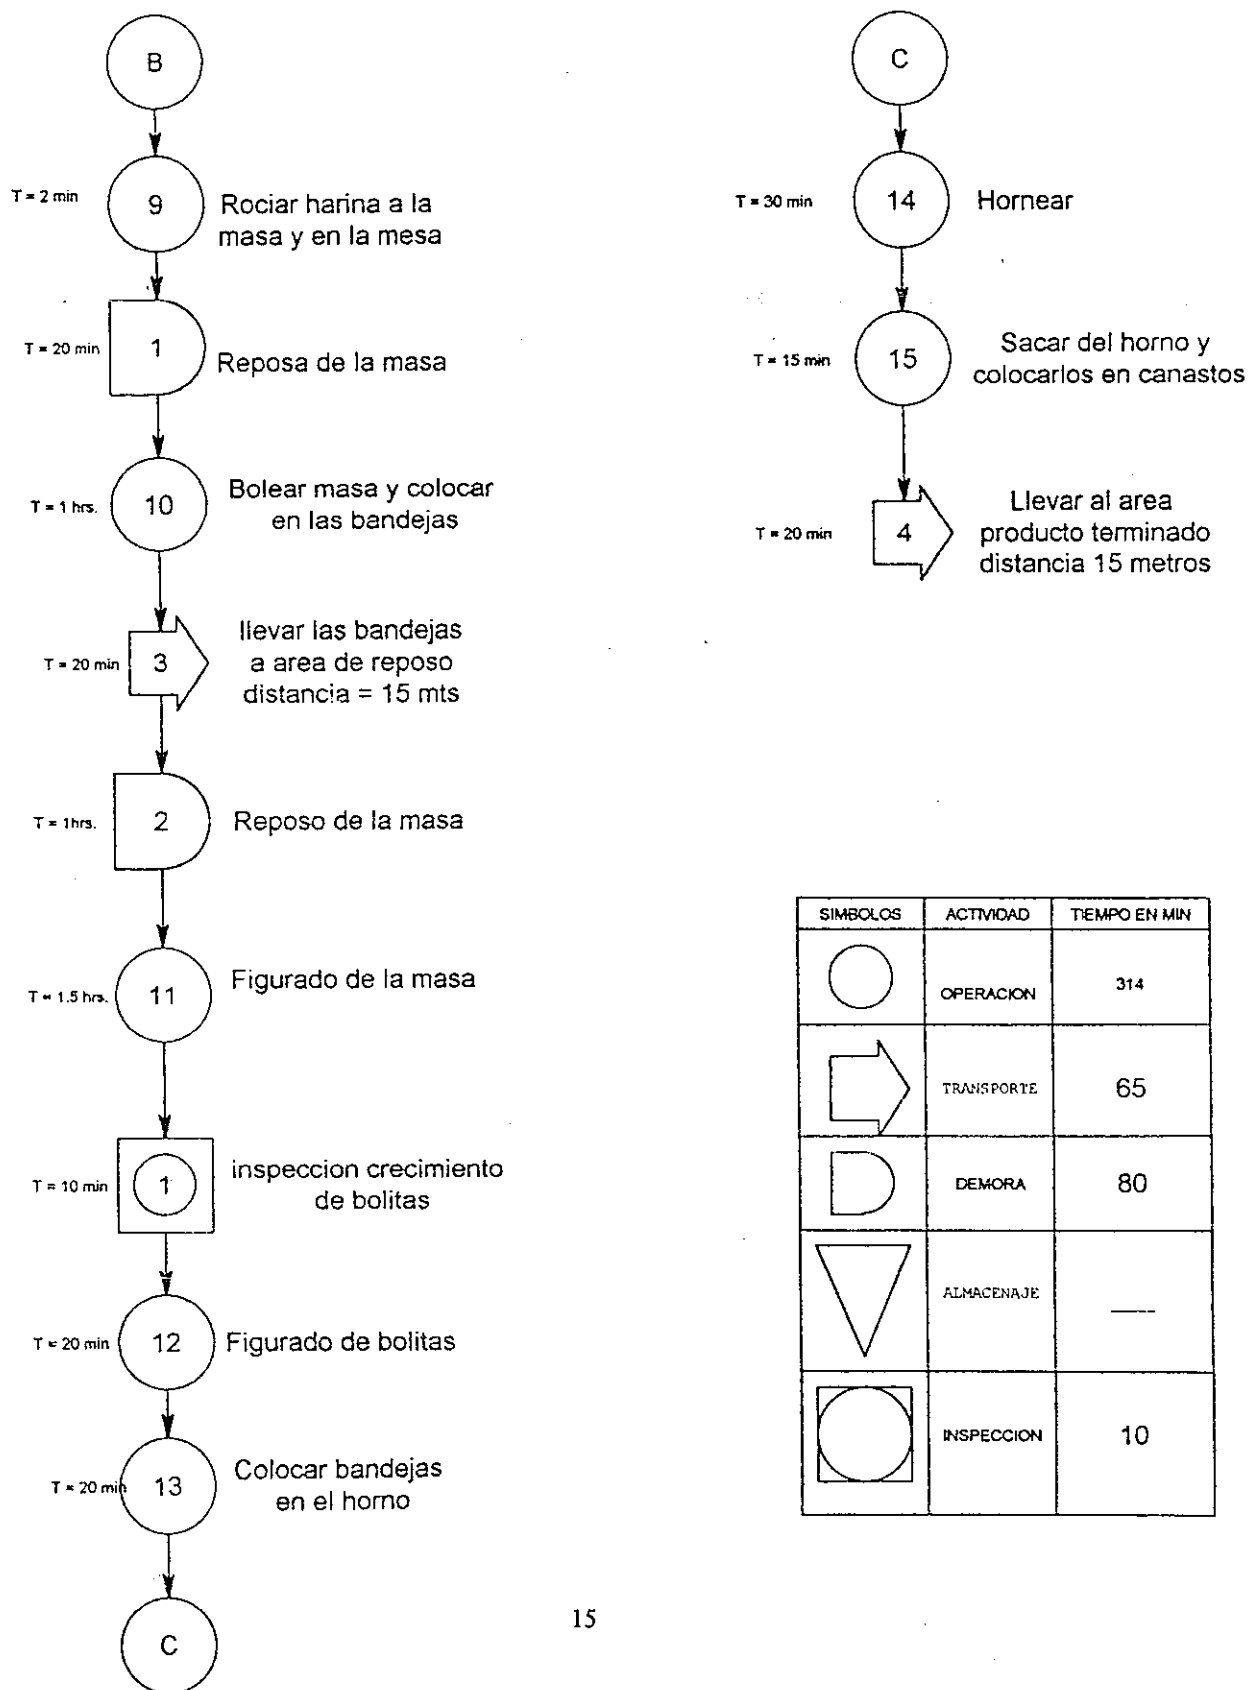 B
T = 2 min
9
Rociar harina a la
masa y en la mesa
T = 20 min
1
Reposa de la masa
T = 1 hrs.
10
Bolear masa y colocar
en las bandejas
T = 20 min
3
llevar las bandejas
a area de reposo
distancia = 15 mts
T = 1hrs.
2
Reposo de la masa
T = 1.5 hrs.
11
Figurado de la masa
T = 10 min
1
inspeccion crecimiento
de bolitas
T = 20 min
12
Figurado de bolitas
T = 20 min
13
Colocar bandejas
en el horno
C
C
T = 30 min
14
Hornear
T = 15 min
15
Sacar del horno y
colocarlos en canastos
T = 20 min
4
Llevar al area
producto terminado
distancia 15 metros
SIMBOLOS ACTIVIDAD TIEMPO EN MIN
OPERACION 314
TRANSPORTE 65
DEMORA 80
ALMACENAJE
INSPECCION 10
15